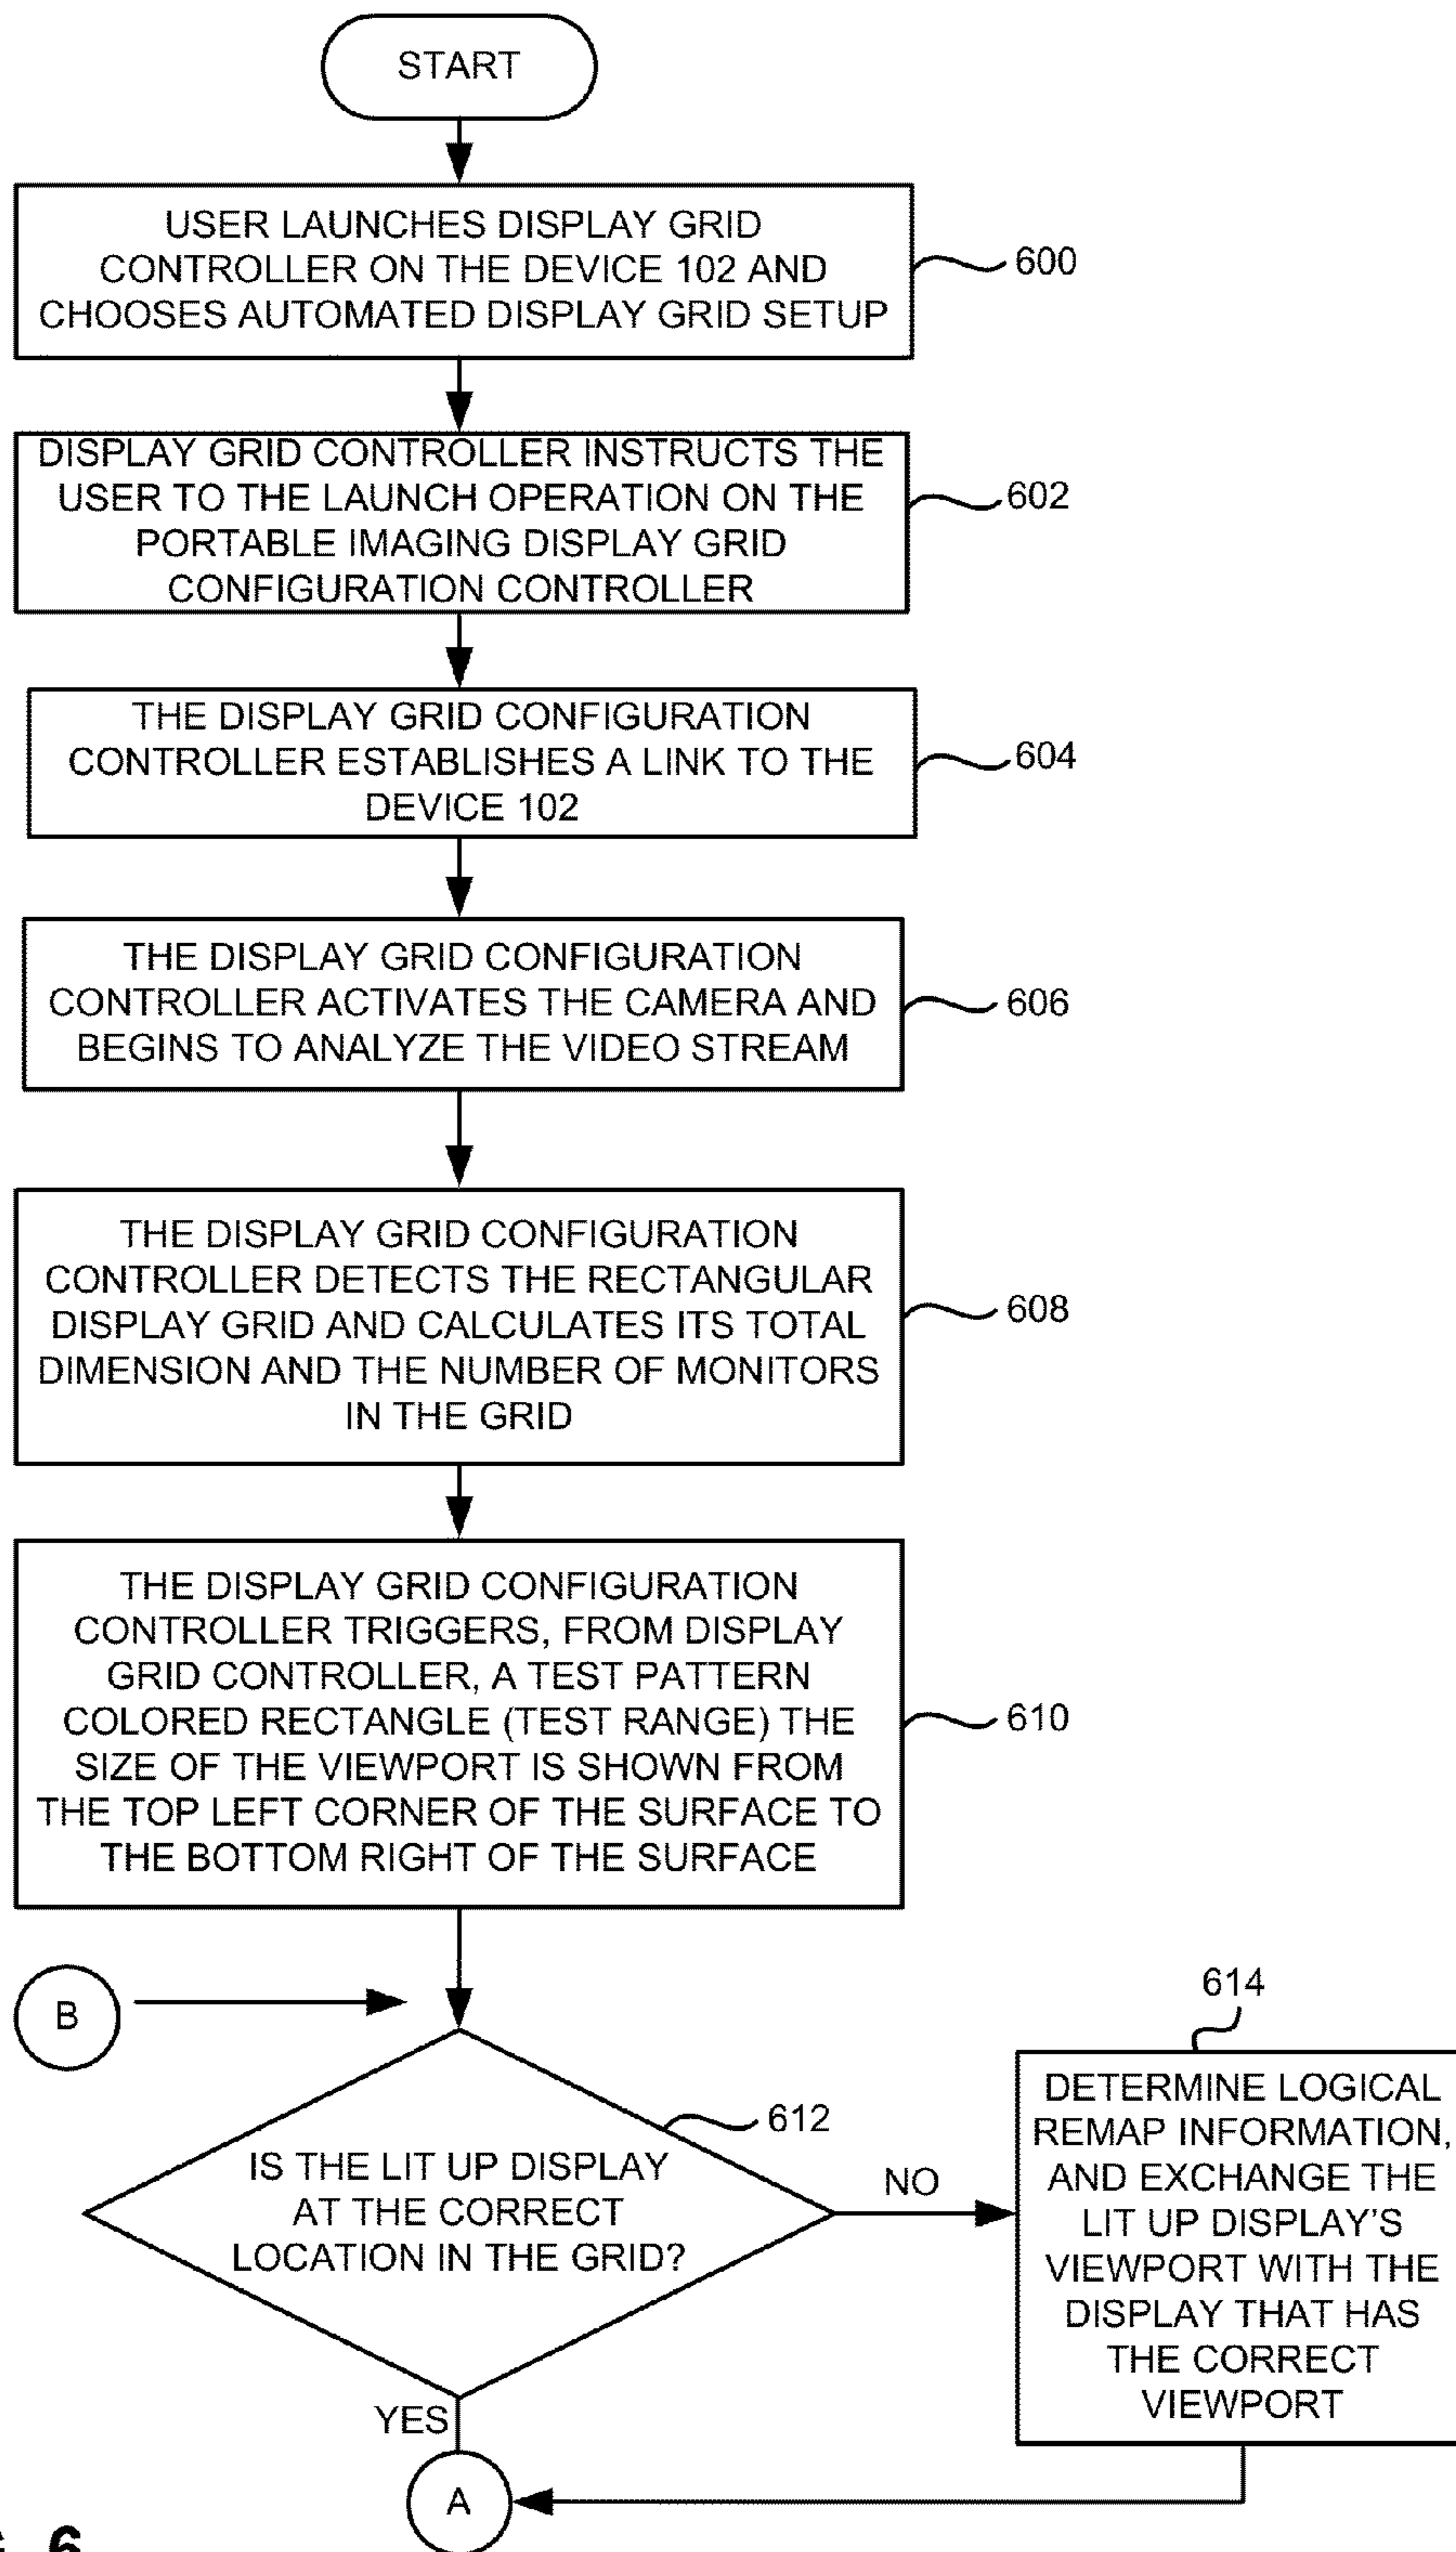 START
USER LAUNCHES DISPLAY GRID
CONTROLLER ON THE DEVICE 102 AND
CHOOSES AUTOMATED DISPLAY GRID SETUP
600
DISPLAY GRID CONTROLLER INSTRUCTS THE
USER TO THE LAUNCH OPERATION ON THE
PORTABLE IMAGING DISPLAY GRID
CONFIGURATION CONTROLLER
602
THE DISPLAY GRID CONFIGURATION
CONTROLLER ESTABLISHES A LINK TO THE
DEVICE 102
604
THE DISPLAY GRID CONFIGURATION
CONTROLLER ACTIVATES THE CAMERA AND
BEGINS TO ANALYZE THE VIDEO STREAM
606
THE DISPLAY GRID CONFIGURATION
CONTROLLER DETECTS THE RECTANGULAR
DISPLAY GRID AND CALCULATES ITS TOTAL
DIMENSION AND THE NUMBER OF MONITORS
IN THE GRID
608
THE DISPLAY GRID CONFIGURATION
CONTROLLER TRIGGERS, FROM DISPLAY
GRID CONTROLLER, A TEST PATTERN
COLORED RECTANGLE (TEST RANGE) THE
SIZE OF THE VIEWPORT IS SHOWN FROM
THE TOP LEFT CORNER OF THE SURFACE TO
THE BOTTOM RIGHT OF THE SURFACE
610
B
612
IS THE LIT UP DISPLAY
AT THE CORRECT
LOCATION IN THE GRID?
NO
614
DETERMINE LOGICAL
REMAP INFORMATION,
AND EXCHANGE THE
LIT UP DISPLAY'S
VIEWPORT WITH THE
DISPLAY THAT HAS
THE CORRECT
VIEWPORT
YES
A
6